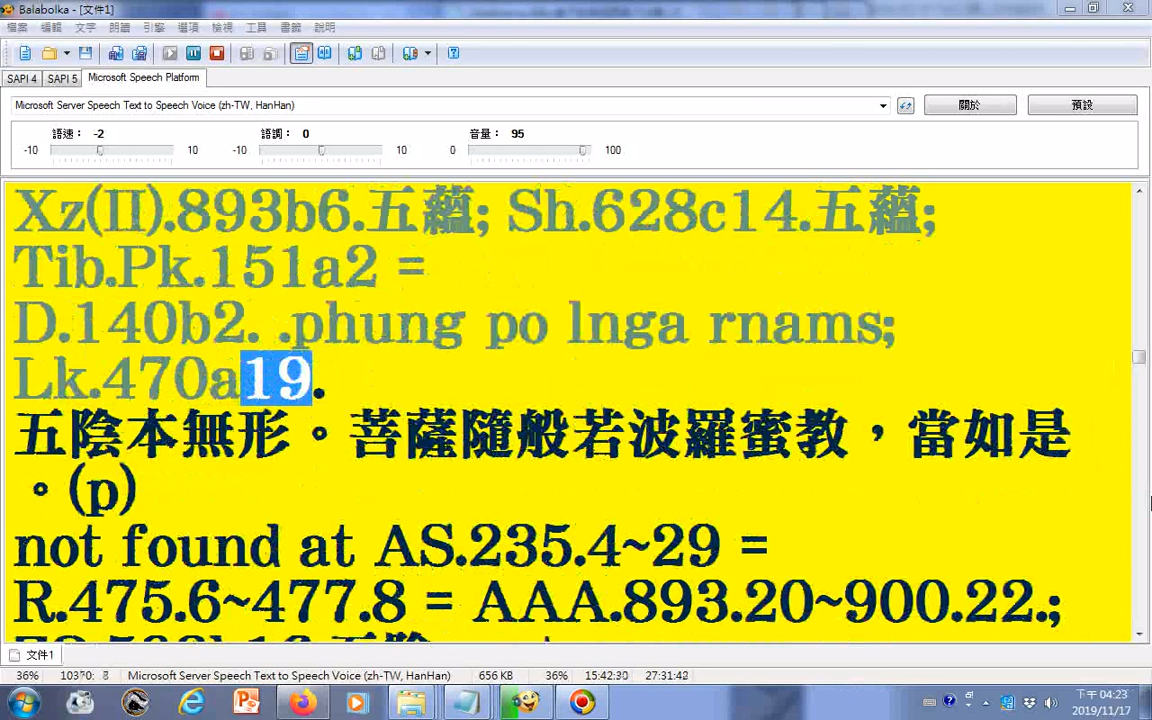 Balabolka - [文件1]
檔案 編輯 文字 朗讀 引擎 選項 檢視 工具 書籤 說明
SAPI 4 SAPI 5 Microsoft Speech Platform
Microsoft Server Speech Text to Speech Voice (zh-TW, HanHan) 關於 預設
語速： -2 語調： 0 音量： 95
-10 10 -10 10 0 100
Xz(II).893b6.五蘊; Sh.628c14.五蘊;
Tib.Pk.151a2 =
D.140b2. .phung po lnga rnams;
Lk.470a19.
五陰本無形。菩薩隨般若波羅蜜教，當如是
。(p)
not found at AS.235.4~29 =
R.475.6~477.8 = AAA.893.20~900.22.;
文件1
36% Microsoft Server Speech Text to Speech Voice (zh-TW, HanHan) 656 KB 36% 15:42:30 27:31:42
下午 04:23
2019/11/17